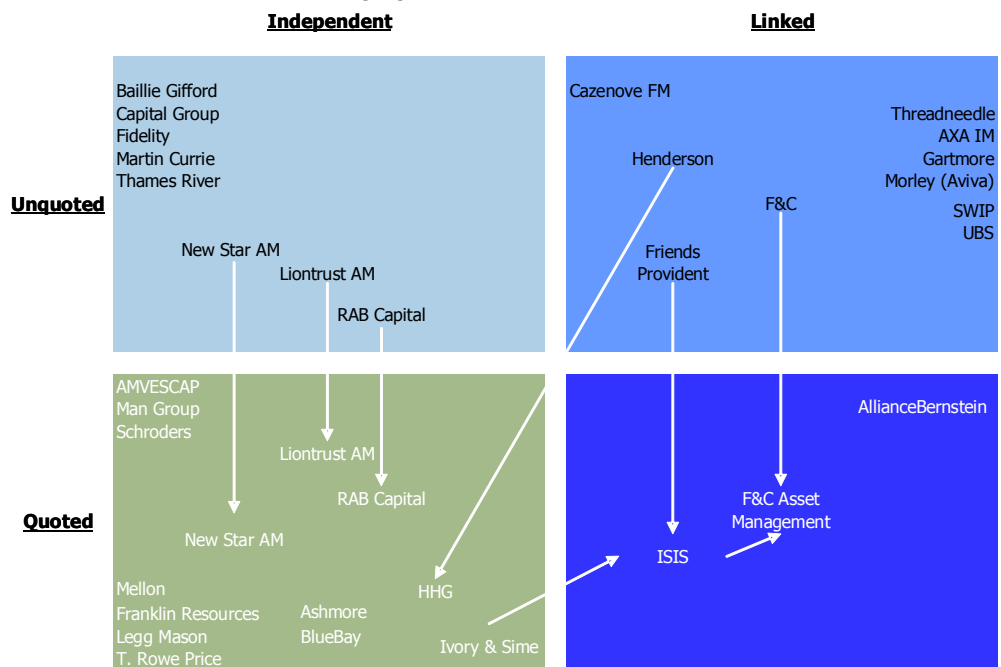 Independent
Linked
Unquoted
Baillie Gifford
Capital Group
Fidelity
Martin Currie
Thames River
New Star AM
Liontrust AM
RAB Capital
Cazenove FM
Henderson
F&C
Friends
Provident
Threadneedle
AXA IM
Gartmore
Morley (Aviva)
SWIP
UBS
Quoted
AMVESCAP
Man Group
Schroders
Liontrust AM
RAB Capital
New Star AM
HHG
Mellon
Franklin Resources
Legg Mason
T. Rowe Price
Ashmore
BlueBay
Ivory & Sime
AllianceBernstein
F&C Asset
Management
ISIS